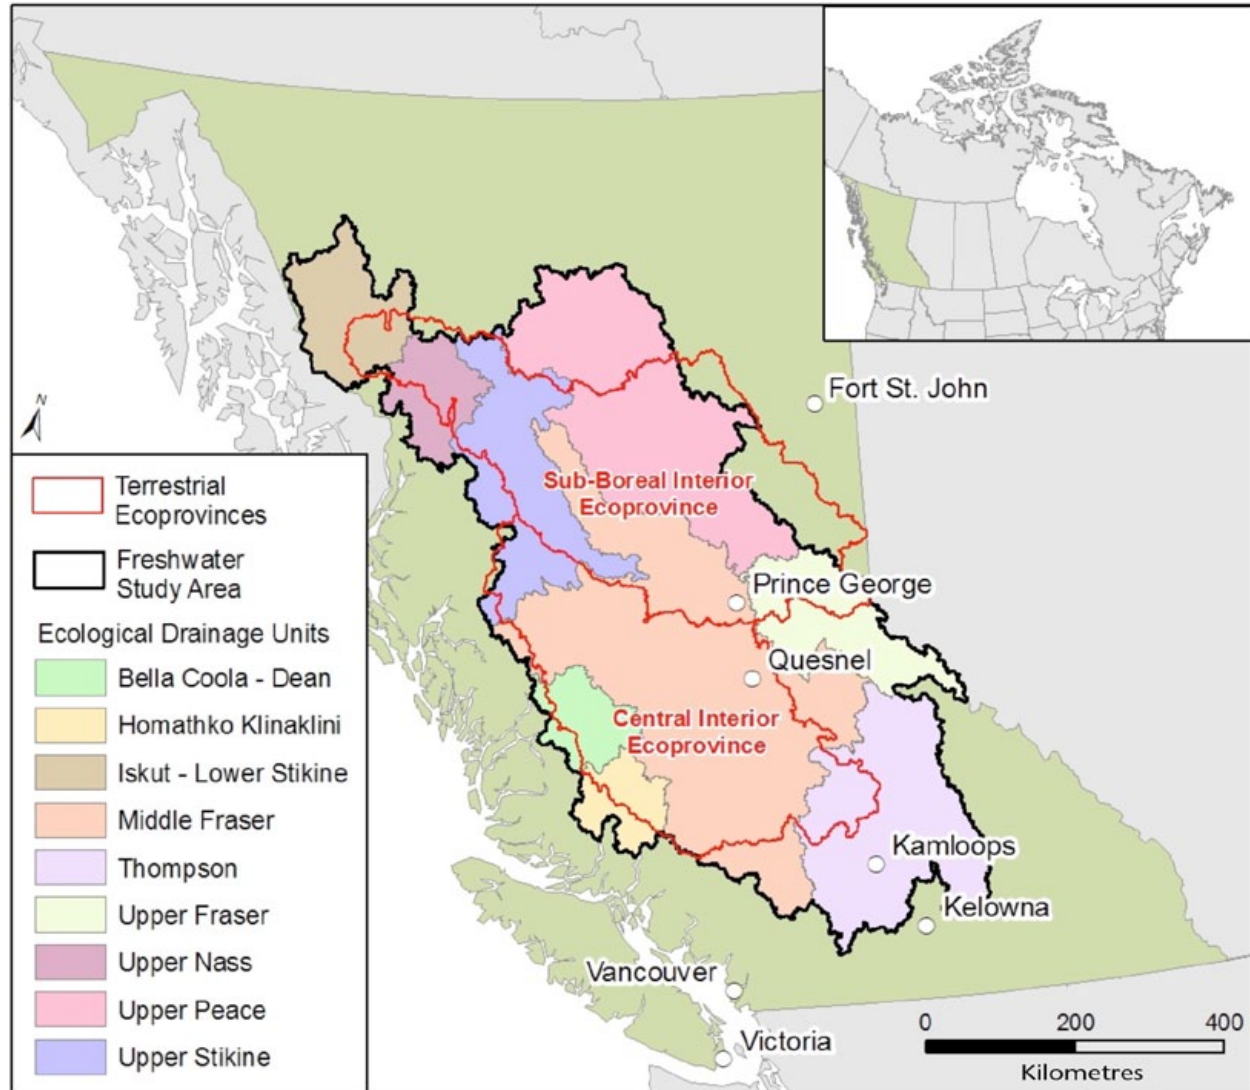 N
Fort St. John
Sub-Boreal Interior
Ecoprovince
Prince George
Quesnel
Central Interior
Ecoprovince
Kamloops
Kelowna
Vancouver
Victoria
Terrestrial
Ecoprovinces
Freshwater
Study Area
Ecological Drainage Units
Bella Coola - Dean
Homathko Klinaklini
Iskut - Lower Stikine
Middle Fraser
Thompson
Upper Fraser
Upper Nass
Upper Peace
Upper Stikine
0 200 400
Kilometres